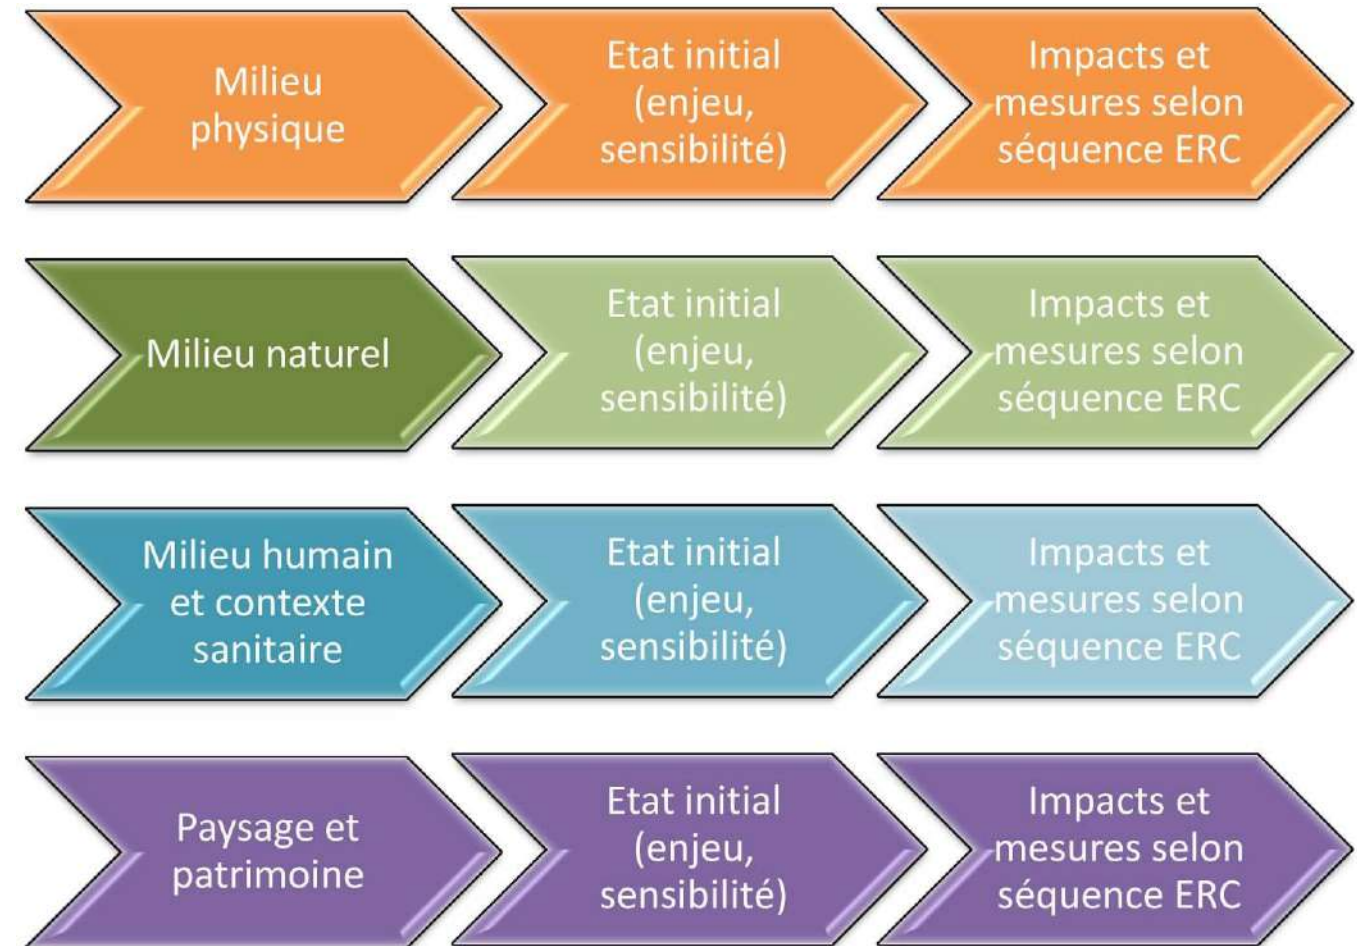 Milieu
physique
Etat initial
(enjeu,
sensibilité)
Impacts et
mesures selon
séquence ERC
Milieu naturel
Etat initial
(enjeu,
sensibilité)
Impacts et
mesures selon
séquence ERC
Milieu humain
et contexte
sanitaire
Etat initial
(enjeu,
sensibilité)
Impacts et
mesures selon
séquence ERC
Paysage et
patrimoine
Etat initial
(enjeu,
sensibilité)
Impacts et
mesures selon
séquence ERC